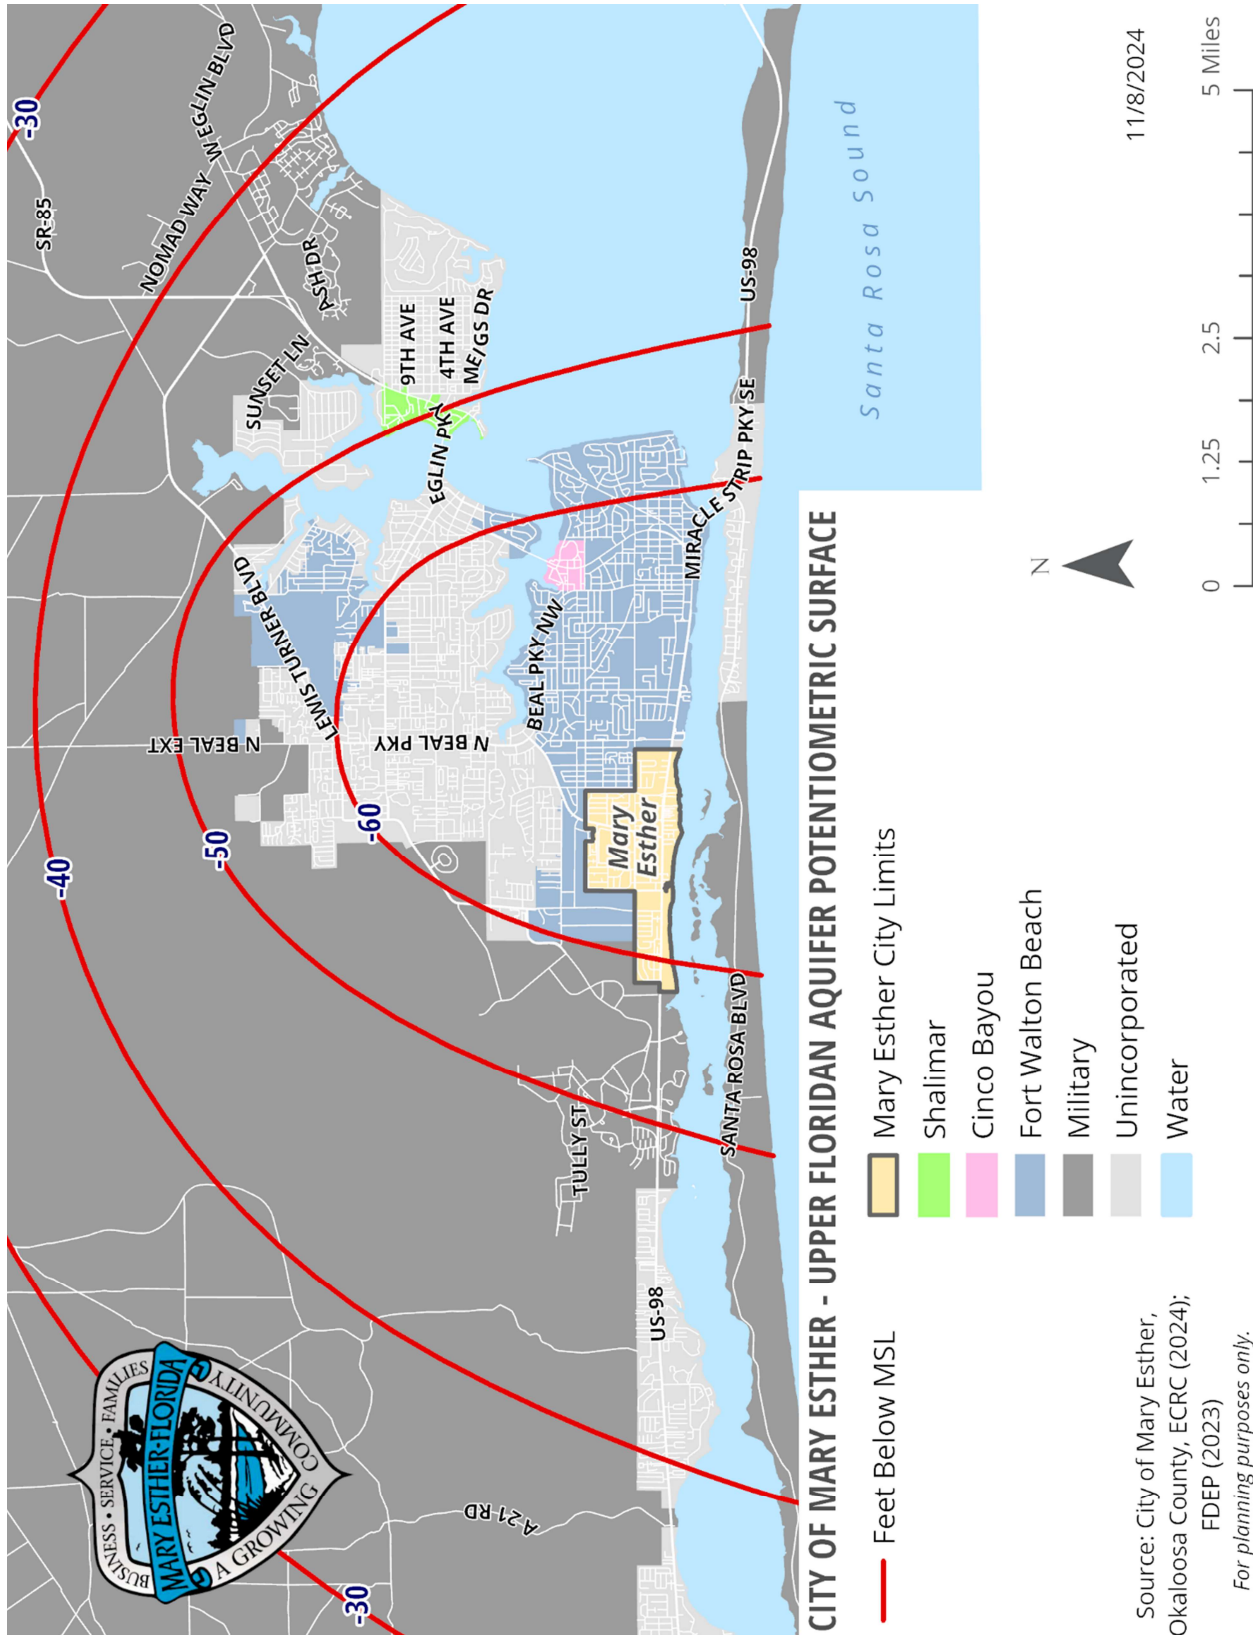 -30
SR-85
NOMAD WAY
W EGLIN BLVD
-40
ASH DR
SUNSET LN
9TH AVE
4TH AVE
MEIGS DR
EGLIN PKY
-50
N BEAL EXT
LEWIS TURNER BLVD
-60
N BEAL PKY
BEAL PKY NW
US-98
MIRACLE STRIP PKY SE
Mary
Esther
SANTA ROSA BLVD
TULLY ST
US-98
A 21 RD
-30
Santa Rosa Sound
BUSINESS • SERVICE • FAMILIES
MARY ESTHER·FLORIDA
A GROWING COMMUNITY
CITY OF MARY ESTHER - UPPER FLORIDAN AQUIFER POTENTIOMETRIC SURFACE
Feet Below MSL
Mary Esther City Limits
Shalimar
Cinco Bayou
Fort Walton Beach
Military
Unincorporated
Water
N
11/8/2024
0 1.25 2.5 5 Miles
Source: City of Mary Esther,
Okaloosa County, ECRC (2024);
FDEP (2023)
For planning purposes only.